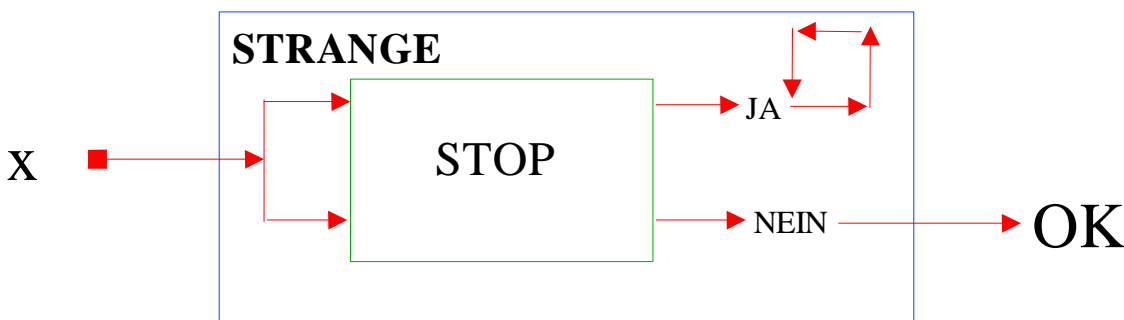 STRANGE
JA
x
STOP
NEIN
OK